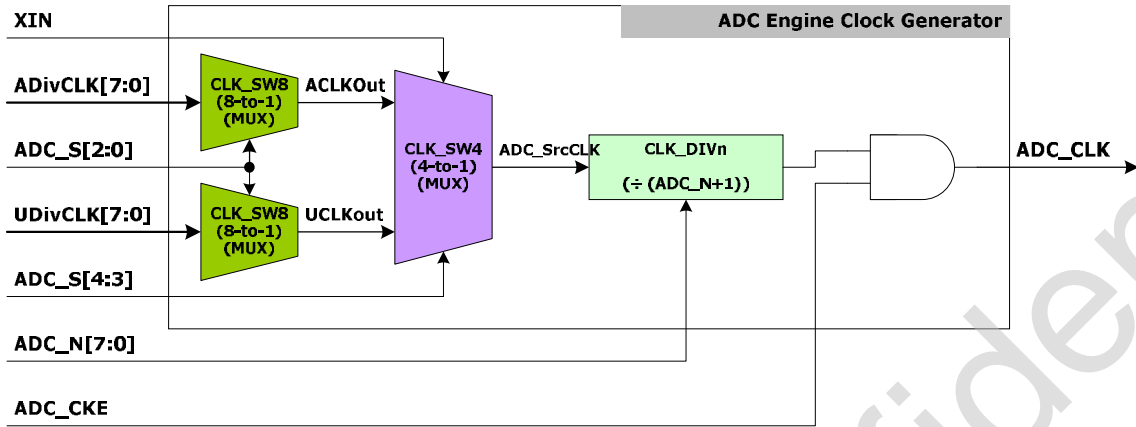 XIN
ADC Engine Clock Generator
ADivCLK[7:0]
CLK_SW8
(8-to-1)
(MUX)
ACLKOut
ADC_S[2:0]
CLK_SW4
(4-to-1)
(MUX)
ADC_SrcCLK
CLK_DIVn
(÷ (ADC_N+1))
ADC_CLK
UDivCLK[7:0]
CLK_SW8
(8-to-1)
(MUX)
UCLKout
ADC_S[4:3]
ADC_N[7:0]
ADC_CKE